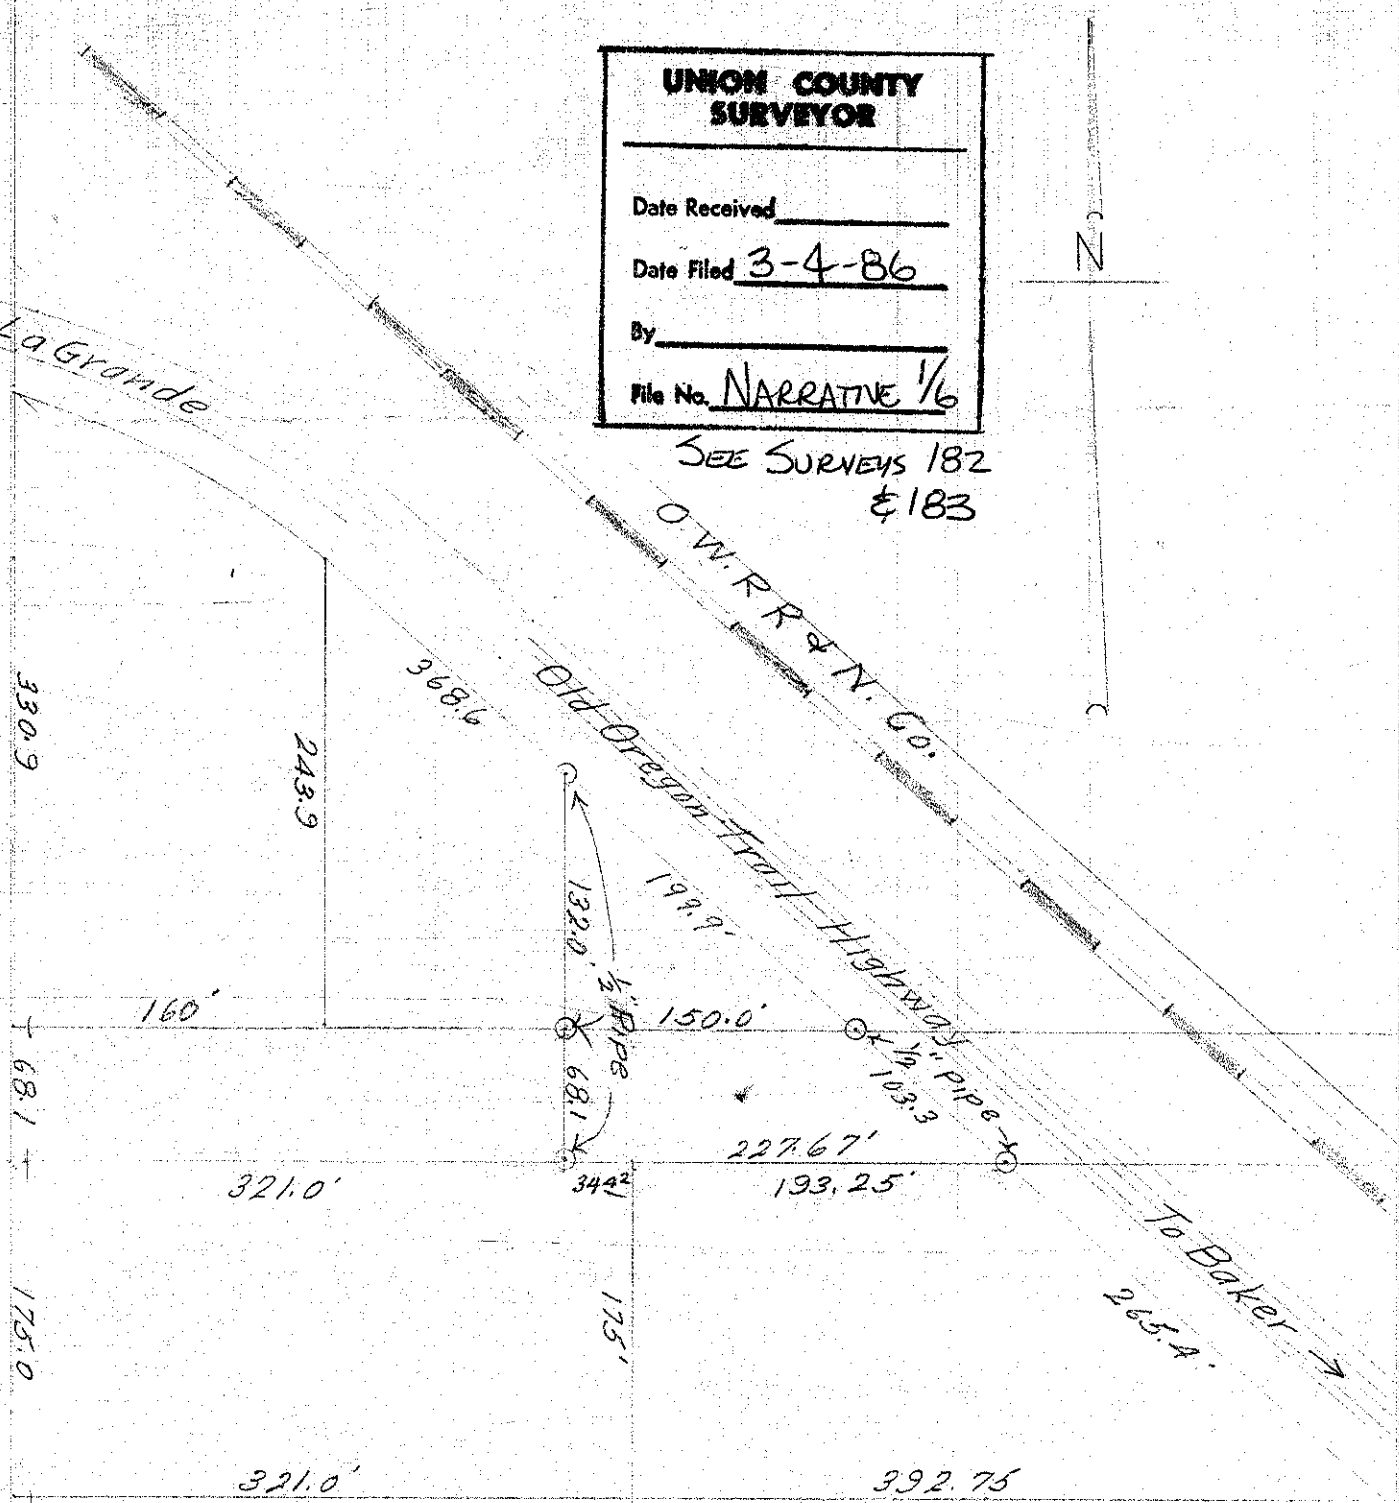 UNION COUNTY
SURVEYOR
Date Received
Date Filed 3-4-86
By
File No. NARRATIVE 1/6
SEE SURVEYS 182
& 183
N
La Grande
O W. R R & N. Co.
Old Oregon Trail Highway
368.6
330.9
243.9
132.0'
199.9'
1/2" Pipe
160'
150.0'
1/2" Pipe
68.1
68.1
103.3
227.67'
321.0'
34.42
193.25'
To Baker
175.0
175'
265.4'
321.0'
392.75